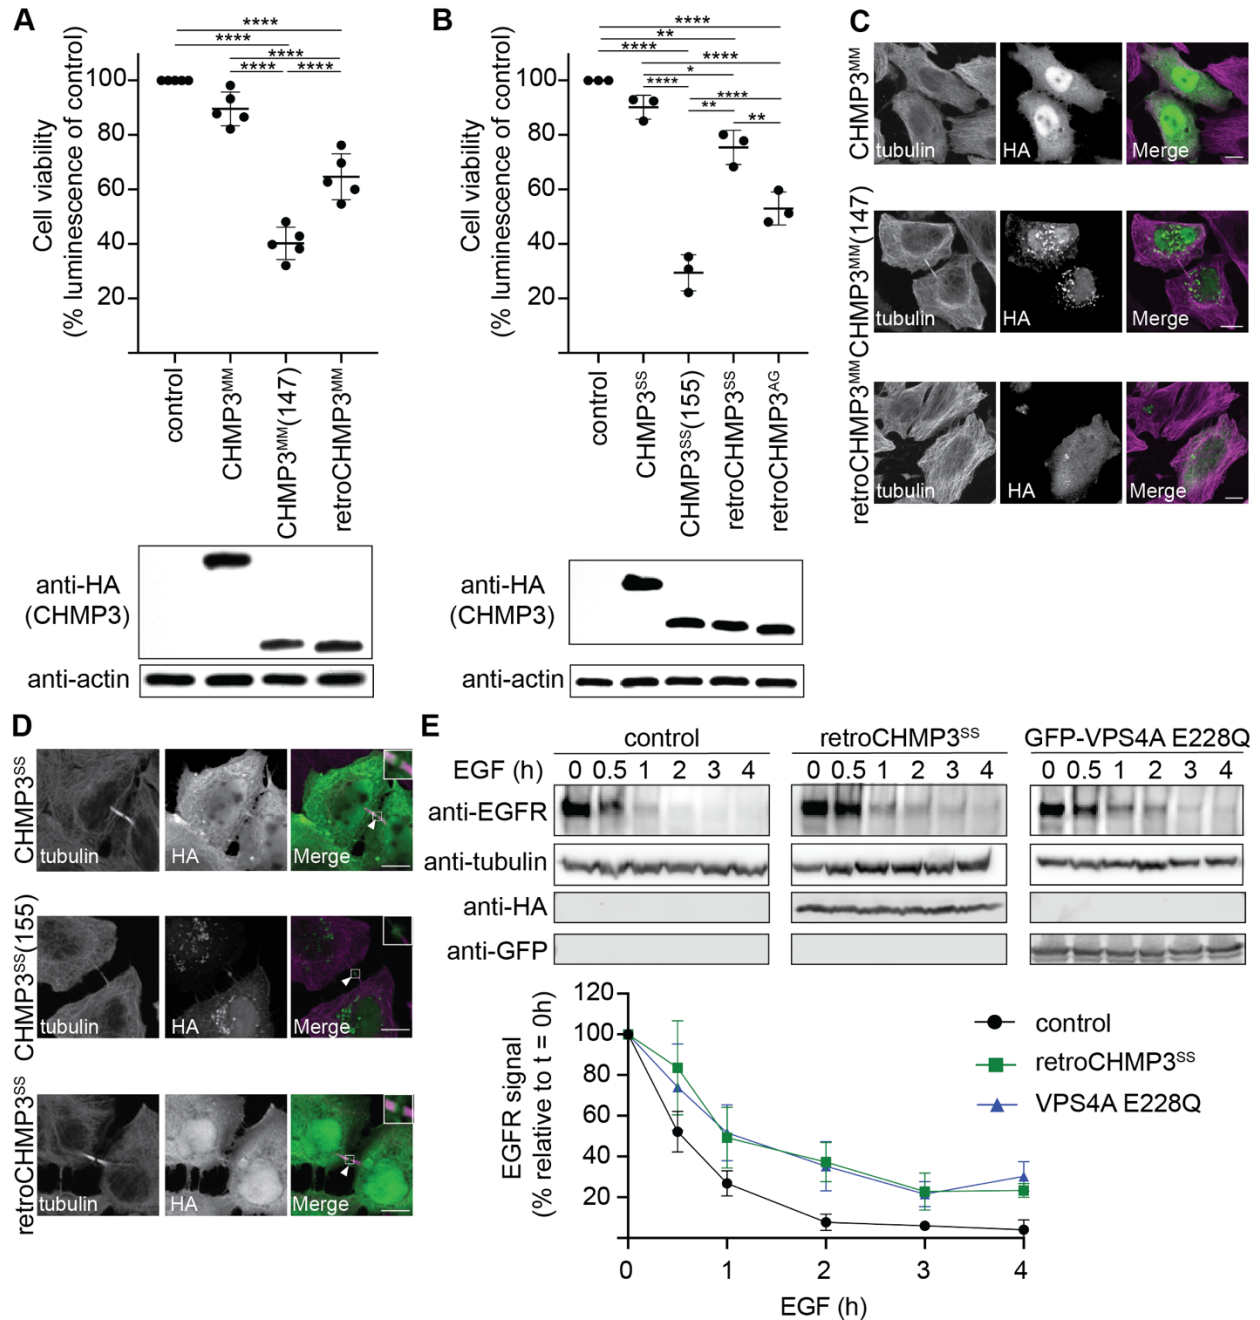 A
****
****
****
**** ****
Cell viability
(% luminescence of control)
100
80
60
40
20
control
CHMP3MM
CHMP3MM(147)
retroCHMP3MM
anti-HA
(CHMP3)
anti-actin
B
****
**
****
****
*
****
****
**
**
Cell viability
(% luminescence of control)
100
80
60
40
20
control
CHMP3SS
CHMP3SS(155)
retroCHMP3SS
retroCHMP3AG
anti-HA
(CHMP3)
anti-actin
C
CHMP3MM
tubulin HA Merge
CHMP3MM(147)
tubulin HA Merge
retroCHMP3MM
tubulin HA Merge
D
CHMP3SS
tubulin HA Merge
CHMP3SS(155)
tubulin HA Merge
retroCHMP3SS
tubulin HA Merge
E
control retroCHMP3SS GFP-VPS4A E228Q
EGF (h) 0 0.5 1 2 3 4 0 0.5 1 2 3 4 0 0.5 1 2 3 4
anti-EGFR
anti-tubulin
anti-HA
anti-GFP
EGFR signal
(% relative to t = 0h)
120
100
80
60
40
20
0 1 2 3 4
EGF (h)
control
retroCHMP3SS
VPS4A E228Q